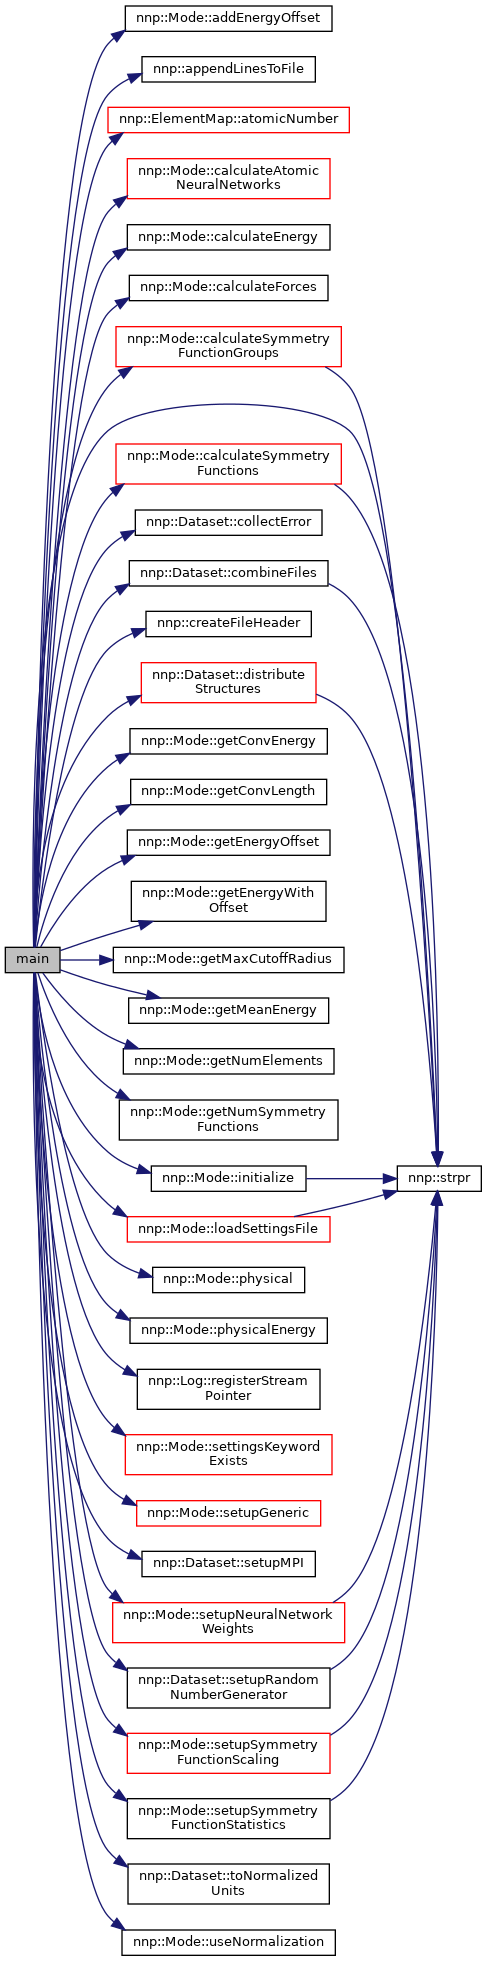 nnp::Mode::addEnergyOffset
nnp::appendLinesToFile
nnp::ElementMap::atomicNumber
nnp::Mode::calculateAtomic
NeuralNetworks
nnp::Mode::calculateEnergy
nnp::Mode::calculateForces
nnp::Mode::calculateSymmetry
FunctionGroups
nnp::Mode::calculateSymmetry
Functions
nnp::Dataset::collectError
nnp::Dataset::combineFiles
nnp::createFileHeader
nnp::Dataset::distribute
Structures
nnp::Mode::getConvEnergy
nnp::Mode::getConvLength
nnp::Mode::getEnergyOffset
nnp::Mode::getEnergyWith
Offset
main
nnp::Mode::getMaxCutoffRadius
nnp::Mode::getMeanEnergy
nnp::Mode::getNumElements
nnp::Mode::getNumSymmetry
Functions
nnp::Mode::initialize
nnp::strpr
nnp::Mode::loadSettingsFile
nnp::Mode::physical
nnp::Mode::physicalEnergy
nnp::Log::registerStream
Pointer
nnp::Mode::settingsKeyword
Exists
nnp::Mode::setupGeneric
nnp::Dataset::setupMPI
nnp::Mode::setupNeuralNetwork
Weights
nnp::Dataset::setupRandom
NumberGenerator
nnp::Mode::setupSymmetry
FunctionScaling
nnp::Mode::setupSymmetry
FunctionStatistics
nnp::Dataset::toNormalized
Units
nnp::Mode::useNormalization